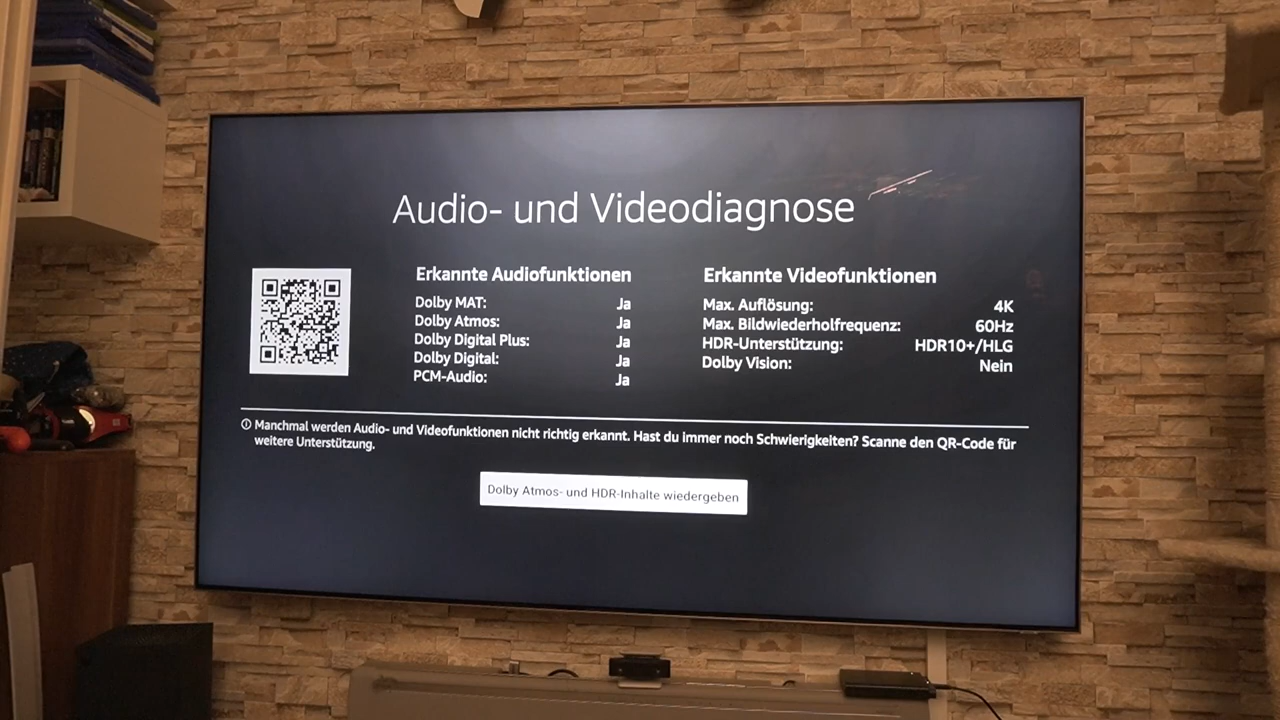 Audio- und Videodiagnose
Erkannte Audiofunktionen
Dolby MAT: Ja
Dolby Atmos: Ja
Dolby Digital Plus: Ja
Dolby Digital: Ja
PCM-Audio: Ja
Erkannte Videofunktionen
Max. Auflösung: 4K
Max. Bildwiederholfrequenz: 60Hz
HDR-Unterstützung: HDR10+/HLG
Dolby Vision: Nein
Manchmal werden Audio- und Videofunktionen nicht richtig erkannt. Hast du immer noch Schwierigkeiten? Scanne den QR-Code für
weitere Unterstützung.
Dolby Atmos- und HDR-Inhalte wiedergeben